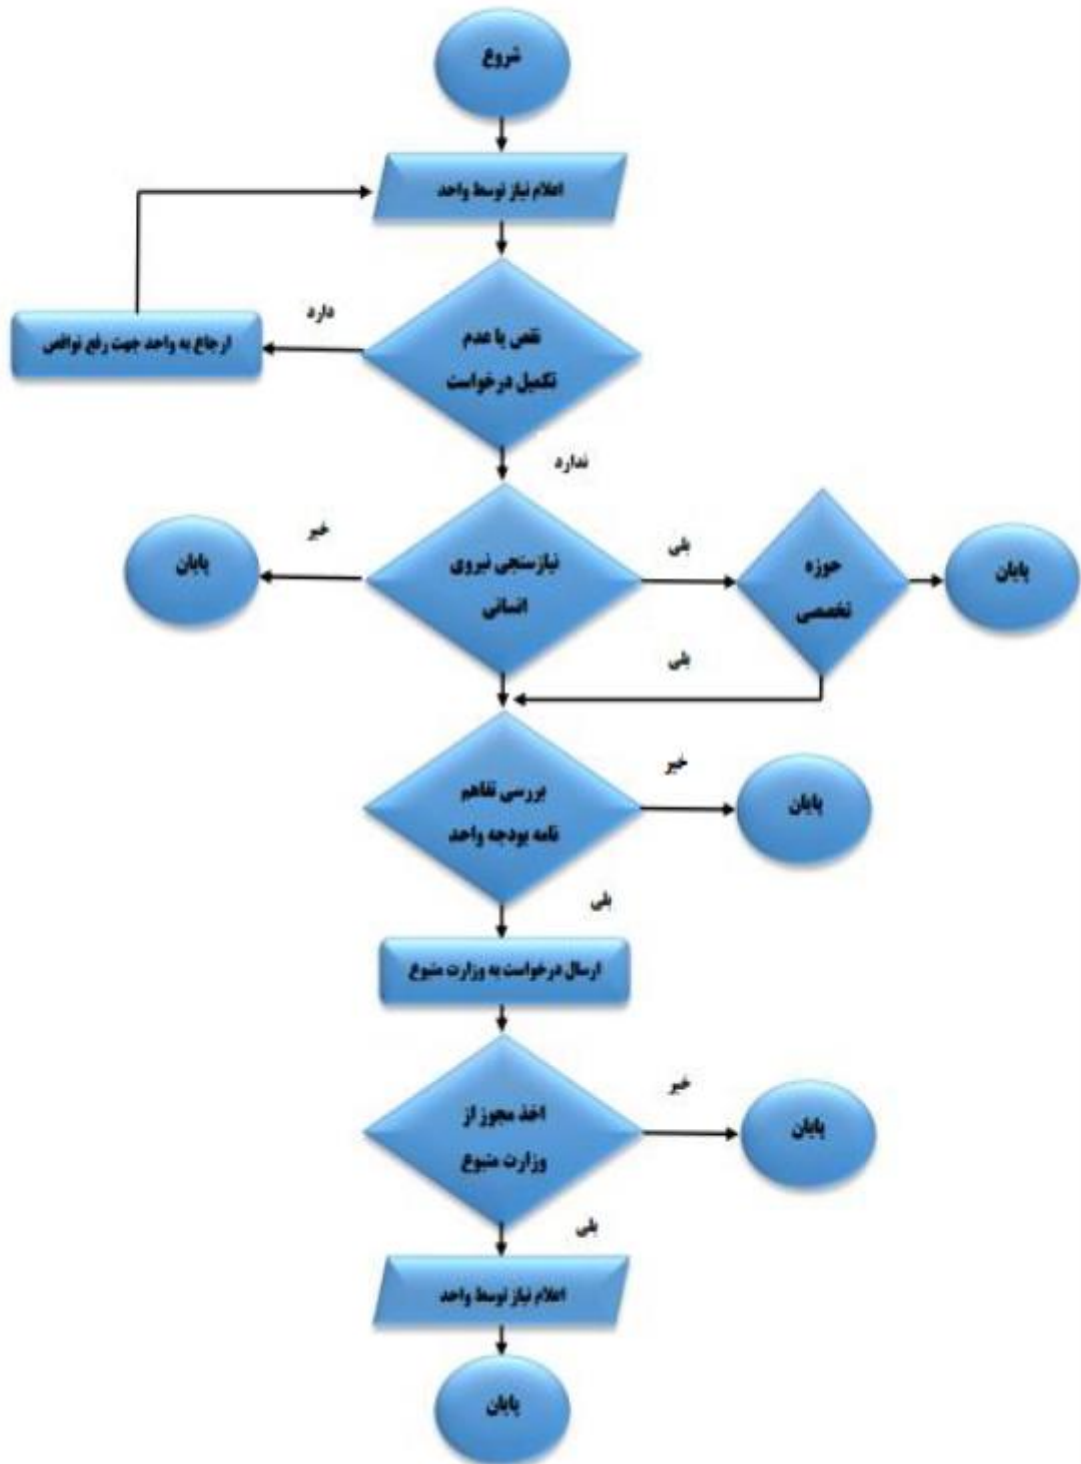 شروع
اعلام نیاز توسط واحد
دارد
نقص یا عدم
تکمیل درخواست
ارجاع به واحد جهت رفع نواقص
ندارد
خیر
بلی
پایان
نیازسنجی نیروی
انسانی
حوزه
تخصصی
پایان
بلی
بررسی تفاهم
نامه بودجه واحد
خیر
پایان
بلی
ارسال درخواست به وزارت متبوع
اخذ مجوز از
وزارت متبوع
خیر
پایان
بلی
اعلام نیاز توسط واحد
پایان